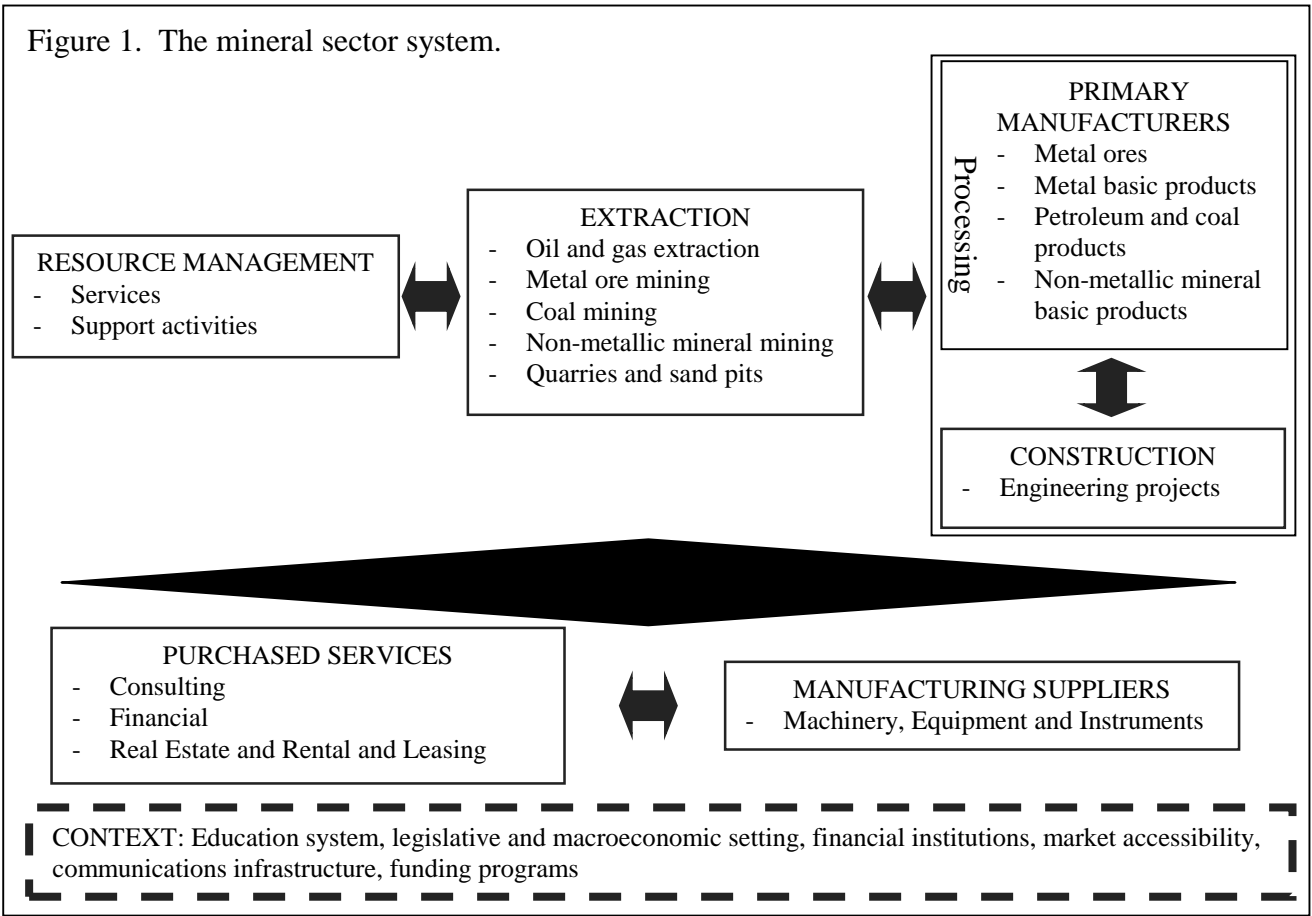 Figure 1.  The mineral sector system.
RESOURCE MANAGEMENT
- Services
- Support activities
EXTRACTION
- Oil and gas extraction
- Metal ore mining
- Coal mining
- Non-metallic mineral mining
- Quarries and sand pits
Processing
PRIMARY
MANUFACTURERS
- Metal ores
- Metal basic products
- Petroleum and coal
products
- Non-metallic mineral
basic products
CONSTRUCTION
- Engineering projects
PURCHASED SERVICES
- Consulting
- Financial
- Real Estate and Rental and Leasing
MANUFACTURING SUPPLIERS
- Machinery, Equipment and Instruments
CONTEXT: Education system, legislative and macroeconomic setting, financial institutions, market accessibility,
communications infrastructure, funding programs